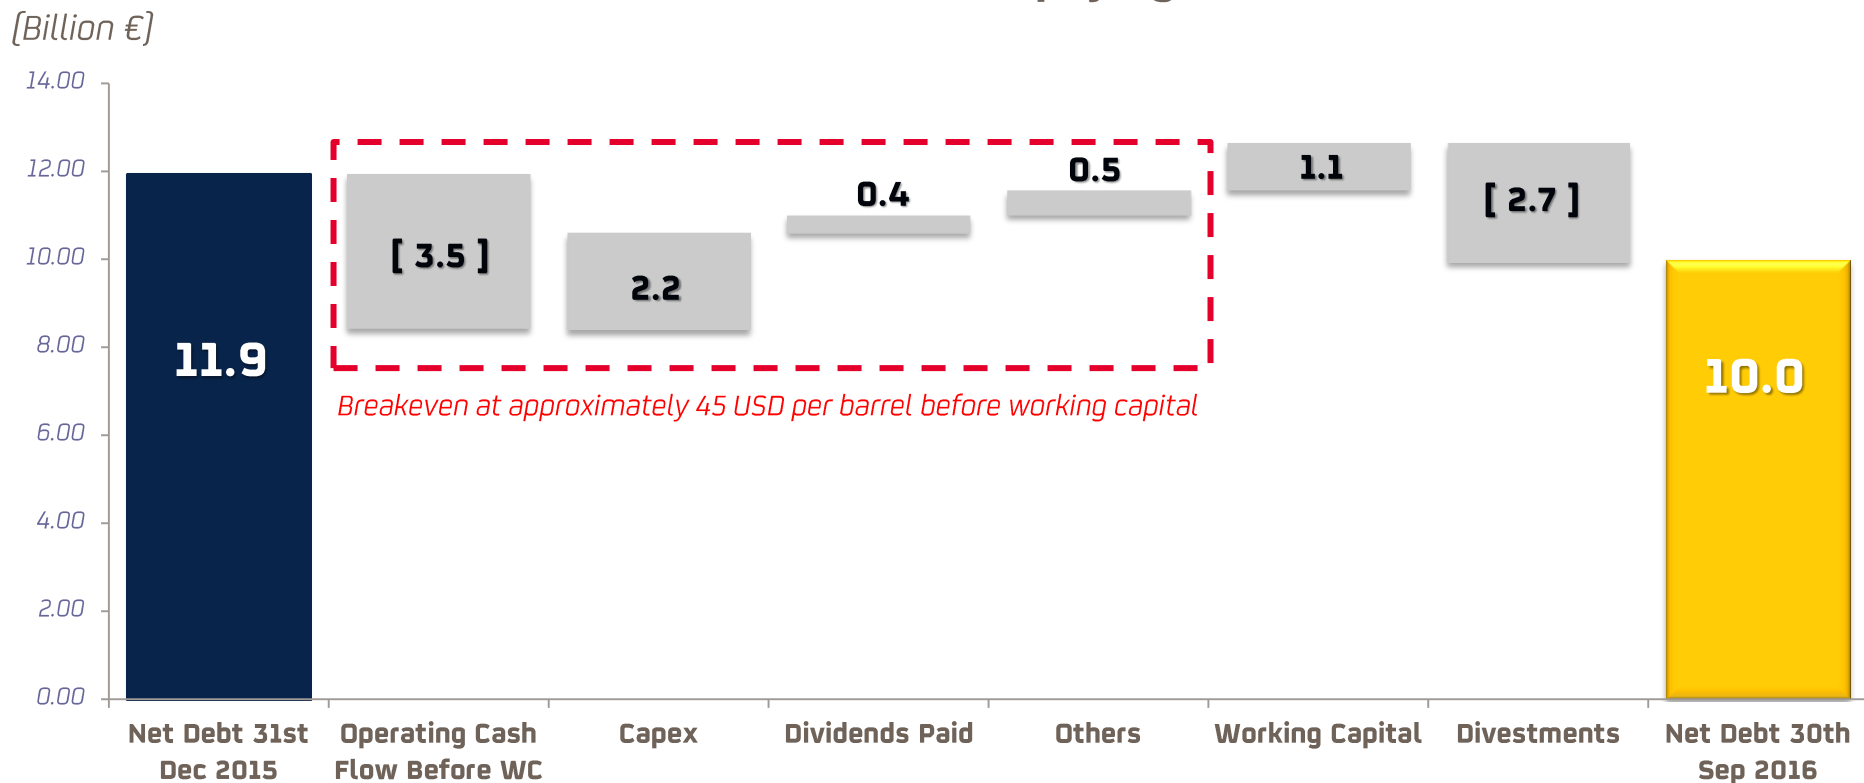 (Billion €)
14.00
12.00
10.00
8.00
6.00
4.00
2.00
0.00
11.9
[ 3.5 ]
2.2
0.4
0.5
1.1
[ 2.7 ]
10.0
Breakeven at approximately 45 USD per barrel before working capital
Net Debt 31st
Dec 2015
Operating Cash
Flow Before WC
Capex
Dividends Paid
Others
Working Capital
Divestments
Net Debt 30th
Sep 2016